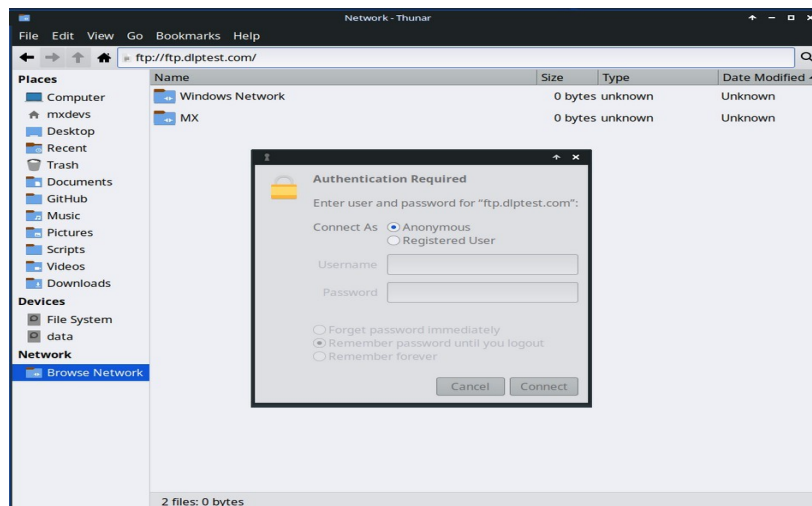 Network - Thunar
File Edit View Go Bookmarks Help
ftp://ftp.dlptest.com/
Places
Computer
mxdevs
Desktop
Recent
Trash
Documents
GitHub
Music
Pictures
Scripts
Videos
Downloads
Devices
File System
data
Network
Browse Network
Name Size Type Date Modified
Windows Network 0 bytes unknown Unknown
MX 0 bytes unknown Unknown
Authentication Required
Enter user and password for “ftp.dlptest.com”:
Connect As Anonymous
Registered User
Username
Password
Forget password immediately
Remember password until you logout
Remember forever
Cancel Connect
2 files: 0 bytes